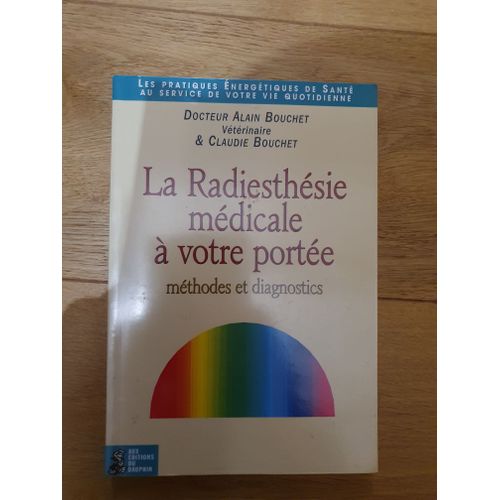 LES PRATIQUES ÉNERGÉTIQUES DE SANTÉ
AU SERVICE DE VOTRE VIE QUOTIDIENNE
DOCTEUR ALAIN BOUCHET
Vétérinaire
& CLAUDIE BOUCHET
La Radiesthésie
médicale
à votre portée
méthodes et diagnostics
AUX
EDITIONS
DU
DAUPHIN